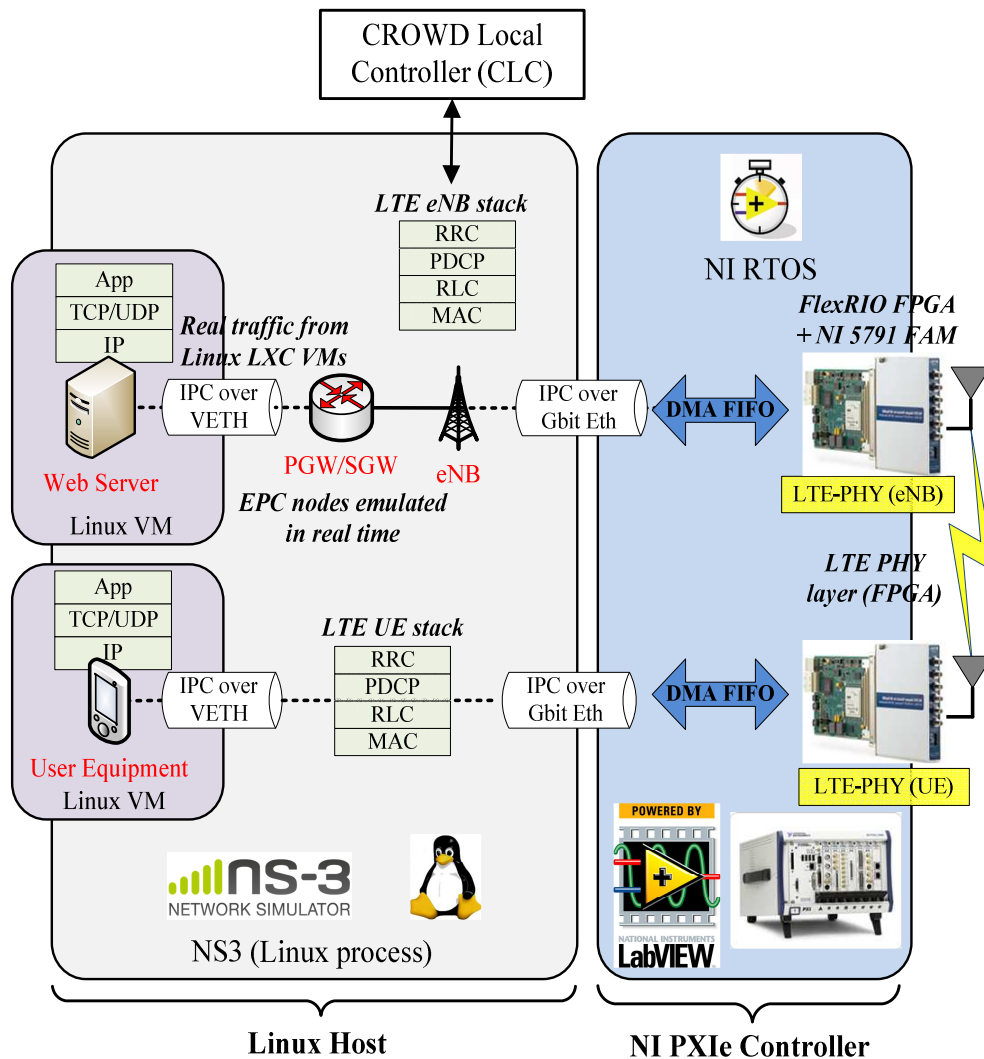 CROWD Local
Controller (CLC)
LTE eNB stack
RRC
PDCP
RLC
MAC
NI RTOS
App
TCP/UDP
IP
Real traffic from
Linux LXC VMs
FlexRIO FPGA
+ NI 5791 FAM
IPC over
VETH
IPC over
Gbit Eth
DMA FIFO
Web Server
PGW/SGW
eNB
LTE-PHY (eNB)
Linux VM
EPC nodes emulated
in real time
LTE PHY
layer (FPGA)
App
TCP/UDP
IP
LTE UE stack
RRC
PDCP
RLC
MAC
IPC over
VETH
IPC over
Gbit Eth
DMA FIFO
User Equipment
Linux VM
LTE-PHY (UE)
POWERED BY
NATIONAL INSTRUMENTS
LabVIEW
ns-3
NETWORK SIMULATOR
NS3 (Linux process)
Linux Host
NI PXIe Controller